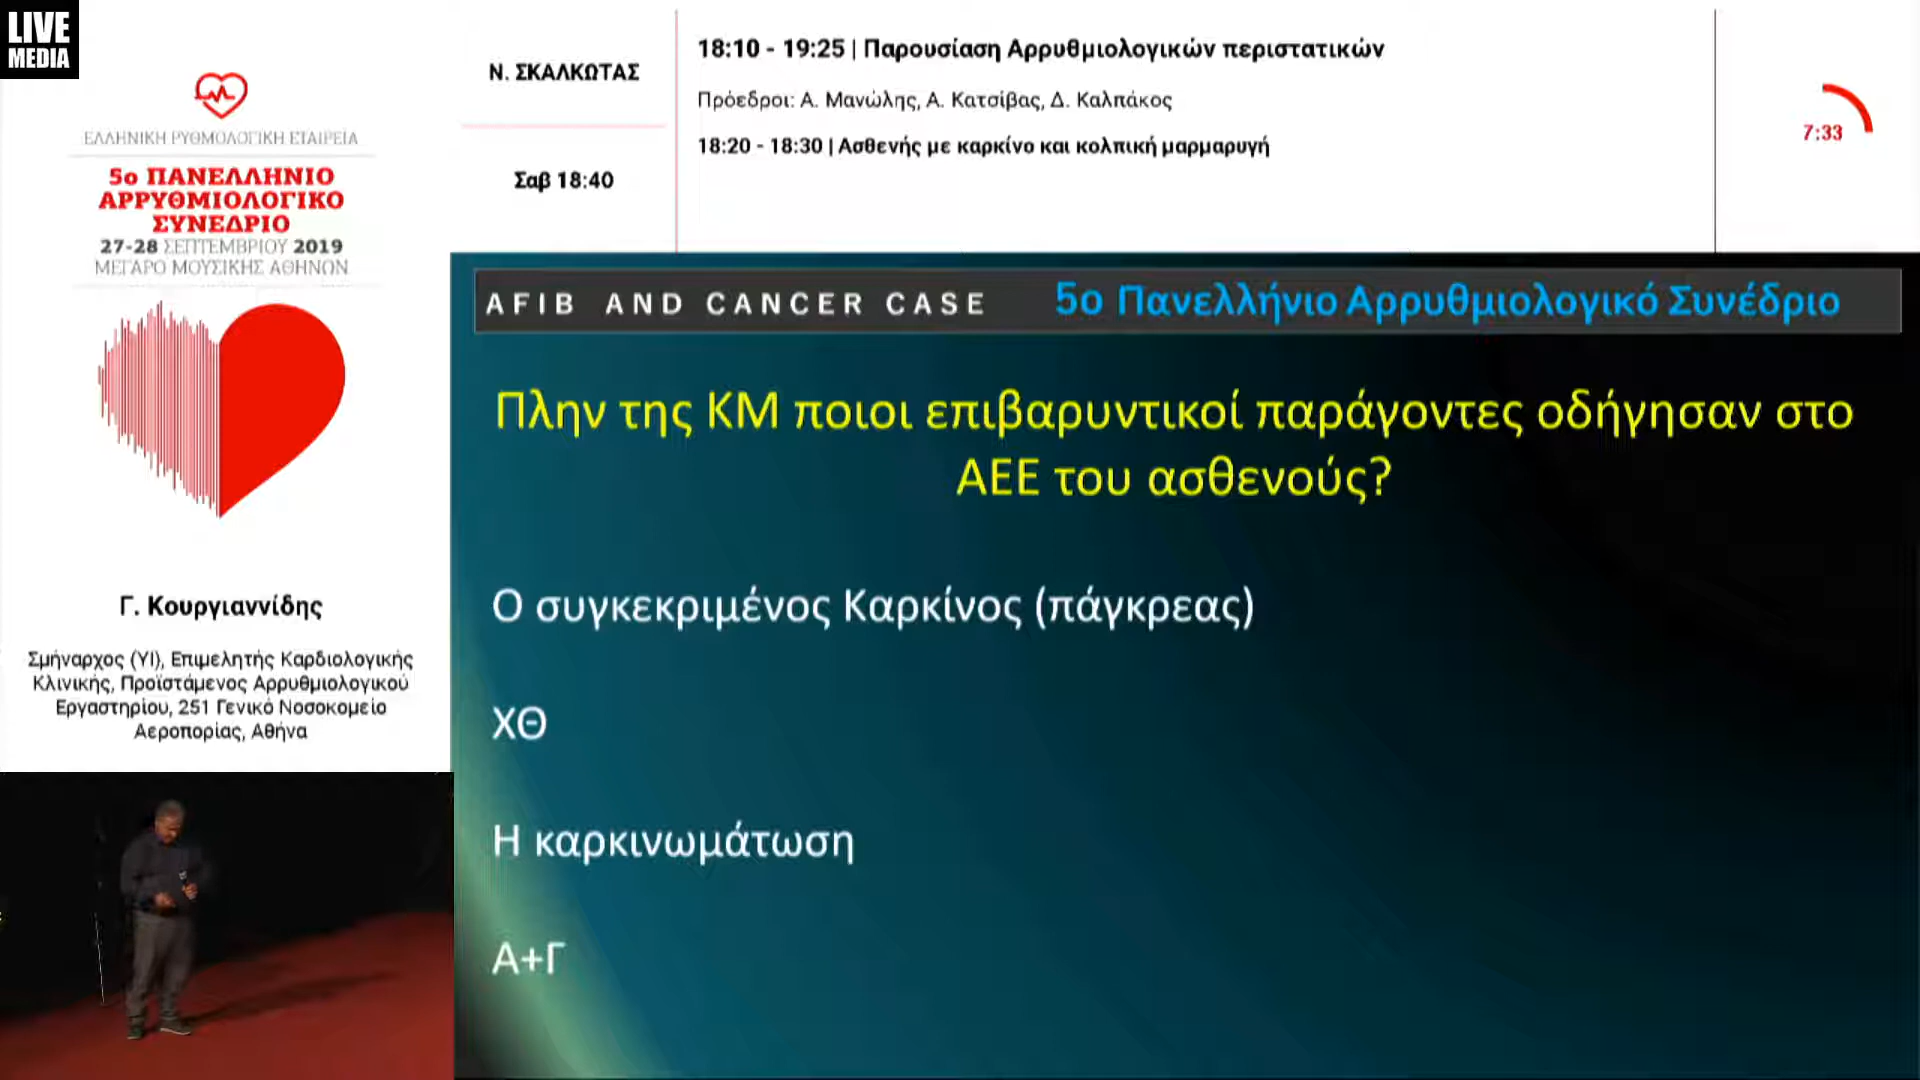 LIVE
MEDIA
ΕΛΛΗΝΙΚΗ ΡΥΘΜΟΛΟΓΙΚΗ ΕΤΑΙΡΕΙΑ
5ο ΠΑΝΕΛΛΗΝΙΟ
ΑΡΡΥΘΜΙΟΛΟΓΙΚΟ
ΣΥΝΕΔΡΙΟ
27-28 ΣΕΠΤΕΜΒΡΙΟΥ 2019
ΜΕΓΑΡΟ ΜΟΥΣΙΚΗΣ ΑΘΗΝΩΝ
Γ. Κουργιαννίδης
Σμήναρχος (ΥΙ), Επιμελητής Καρδιολογικής
Κλινικής, Προϊστάμενος Αρρυθμιολογικού
Εργαστηρίου, 251 Γενικό Νοσοκομείο
Αεροπορίας, Αθήνα
Ν. ΣΚΑΛΚΩΤΑΣ
Σαβ 18:40
18:10 - 19:25 | Παρουσίαση Αρρυθμιολογικών περιστατικών
Πρόεδροι: Α. Μανώλης, Α. Κατσίβας, Δ. Καλπάκος
18:20 - 18:30 | Ασθενής με καρκίνο και κολπική μαρμαρυγή
7:33
AFIB AND CANCER CASE 5ο Πανελλήνιο Αρρυθμιολογικό Συνέδριο
Πλην της ΚΜ ποιοι επιβαρυντικοί παράγοντες οδήγησαν στο
ΑΕΕ του ασθενούς?
Ο συγκεκριμένος Καρκίνος (πάγκρεας)
ΧΘ
Η καρκινωμάτωση
Α+Γ